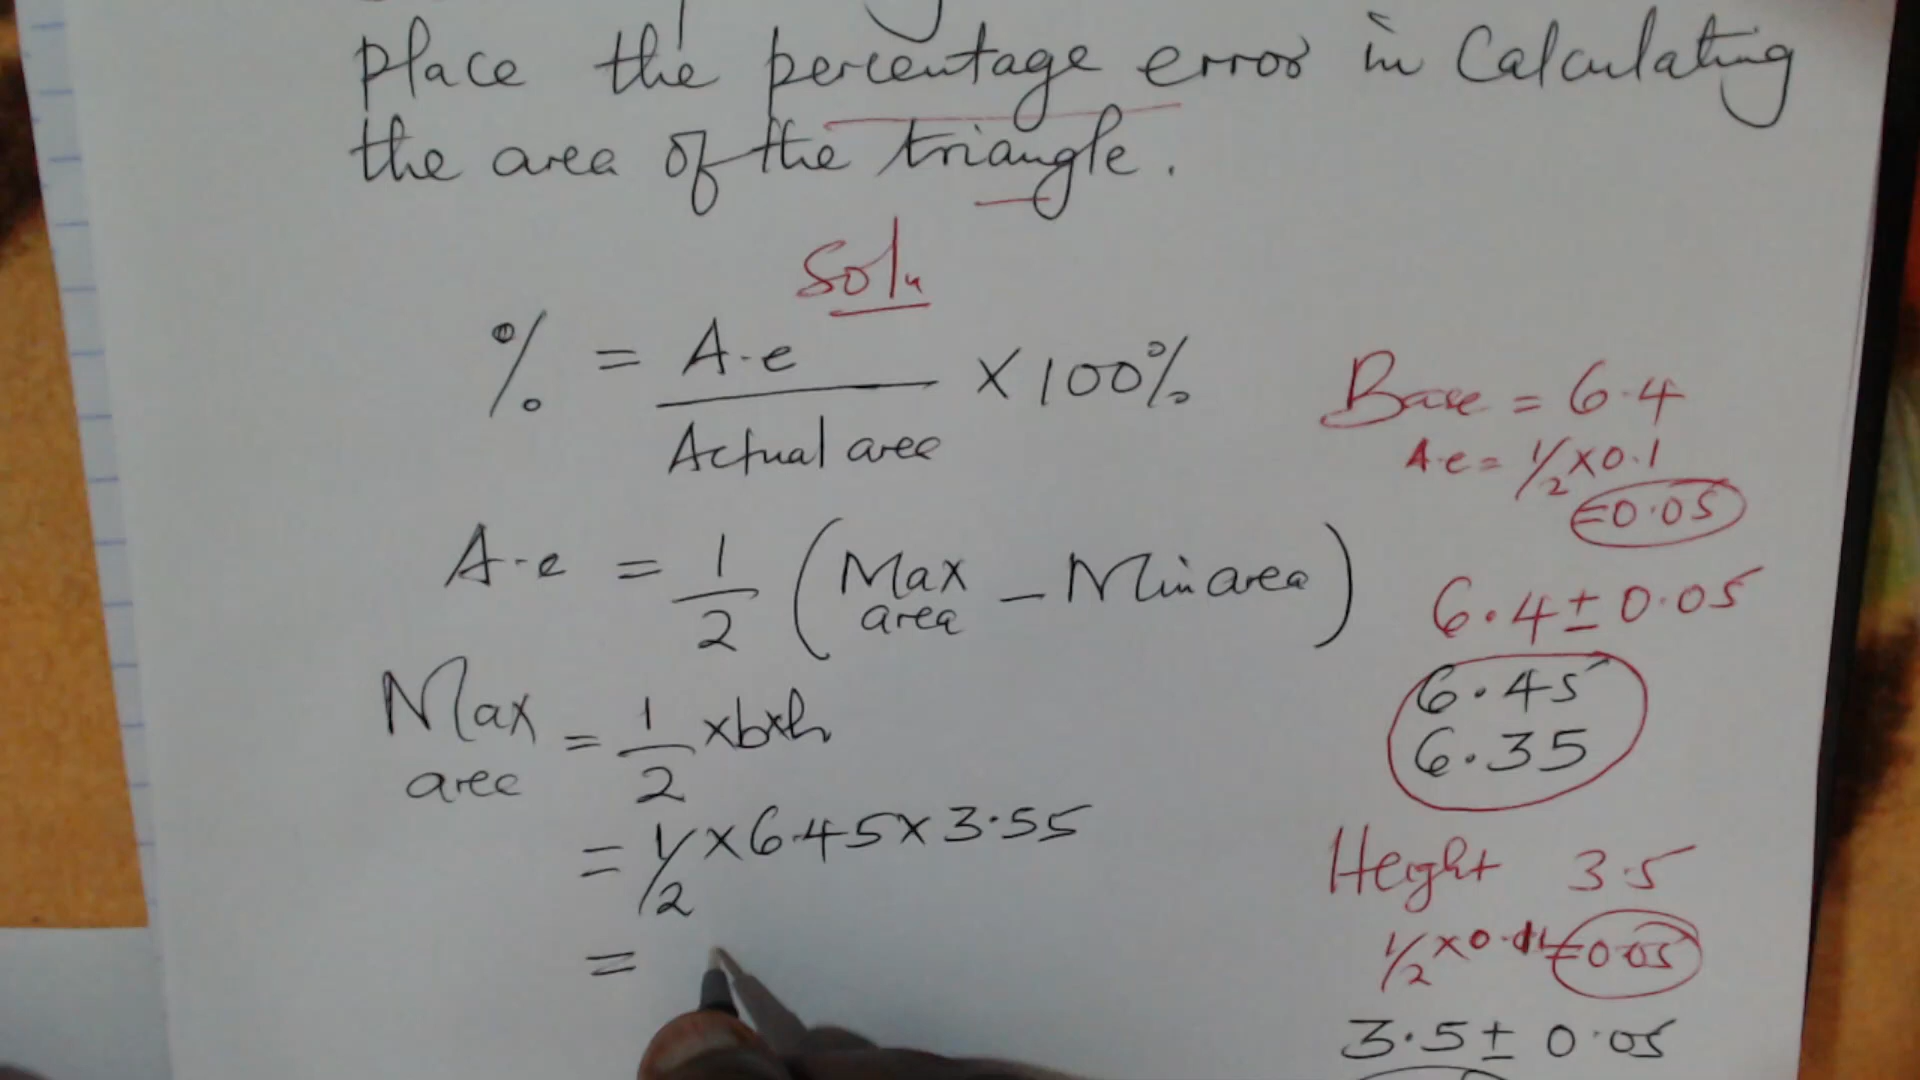 place the percentage error in Calculating
the area of the triangle.
Soln
% = A.e / Actual area × 100%
A.e = 1/2 (Max area - Min area)
Max area = 1/2 × b × h
= 1/2 × 6.45 × 3.55
=
Base = 6.4
A.e = 1/2 × 0.1
= 0.05
6.4 ± 0.05
6.45
6.35
Height 3.5
1/2 × 0.1 = 0.05
3.5 ± 0.05